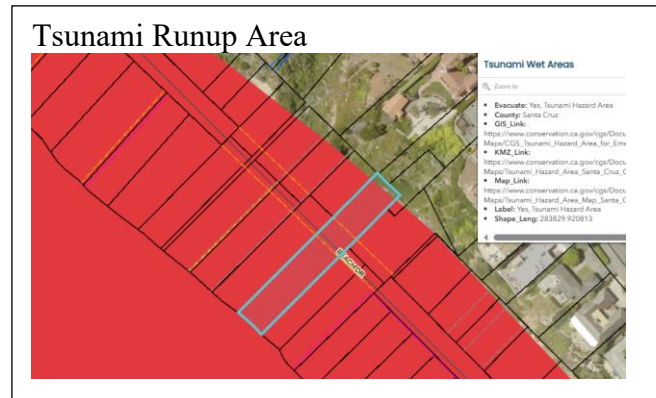 Tsunami Runup Area
Tsunami Wet Areas
Zoom to
• Evacuate: Yes, Tsunami Hazard Area
• County: Santa Cruz
• GIS_Link:
https://www.conservation.ca.gov/cgs/Docu
Maps/CGS_Tsunami_Hazard_Area_for_Eme
• KMZ_Link:
https://www.conservation.ca.gov/cgs/Docu
Maps/Tsunami_Hazard_Area_Santa_Cruz_C
• Map_Link:
https://www.conservation.ca.gov/cgs/Docu
Maps/Tsunami_Hazard_Area_Map_Santa_C
• Label: Yes, Tsunami Hazard Area
• Shape_Leng: 283829.920813
BEACH DR